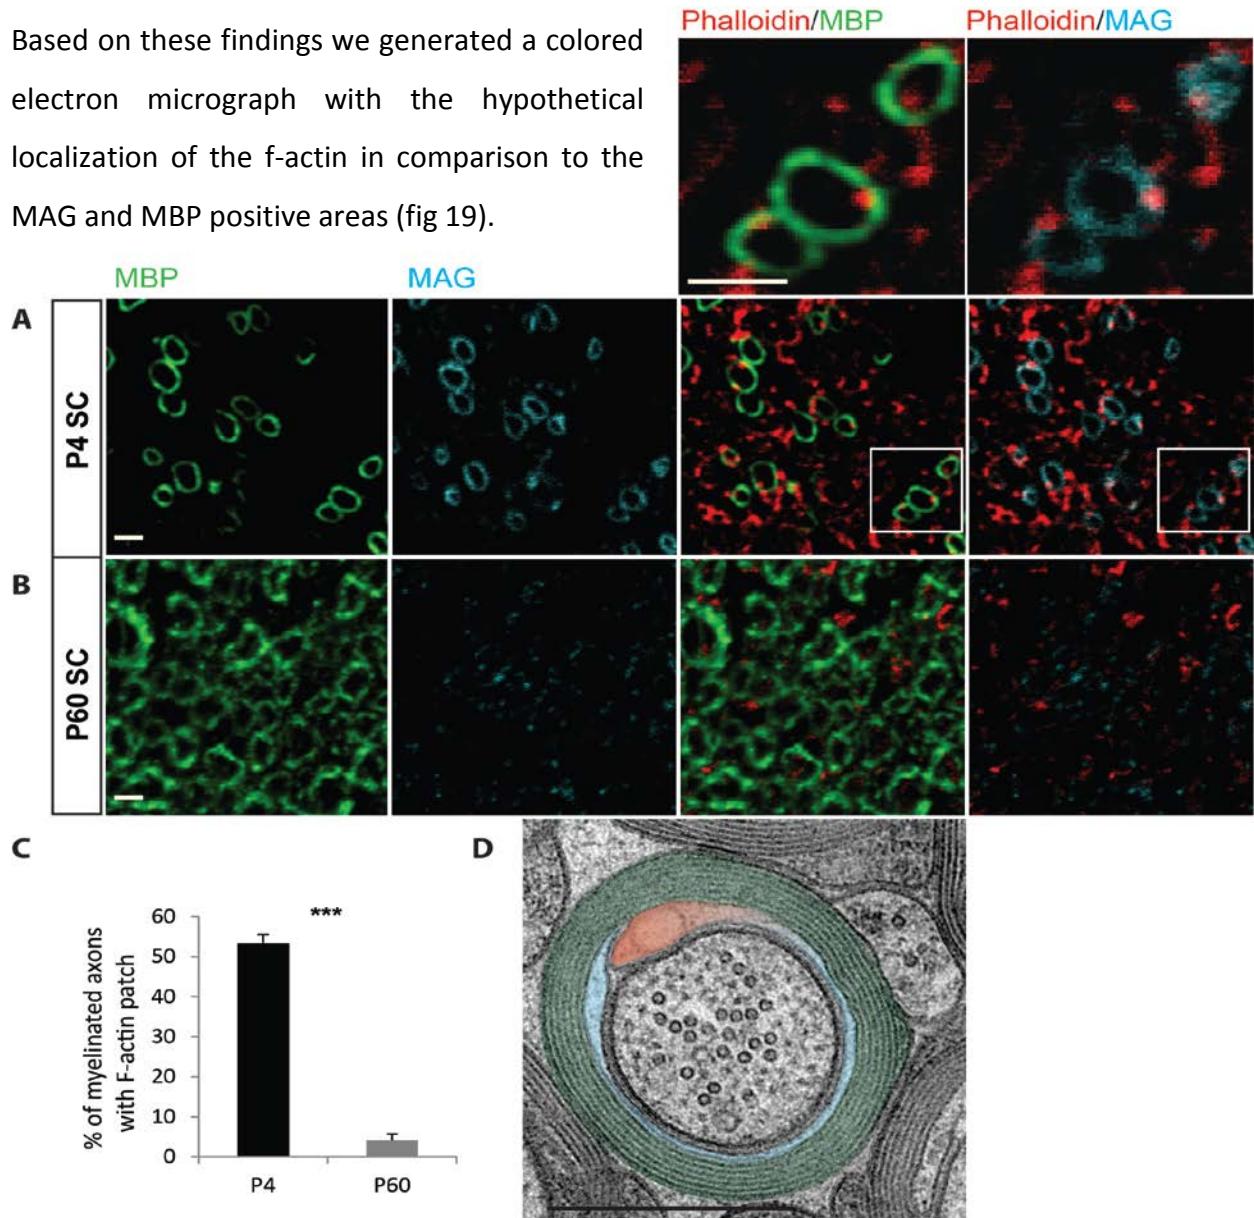 Based on these findings we generated a colored
electron micrograph with the hypothetical
localization of the f-actin in comparison to the
MAG and MBP positive areas (fig 19).
Phalloidin/MBP
Phalloidin/MAG
MBP
MAG
A
P4 SC
B
P60 SC
C
% of myelinated axons
with F-actin patch
60
50
40
30
20
10
0
***
P4
P60
D